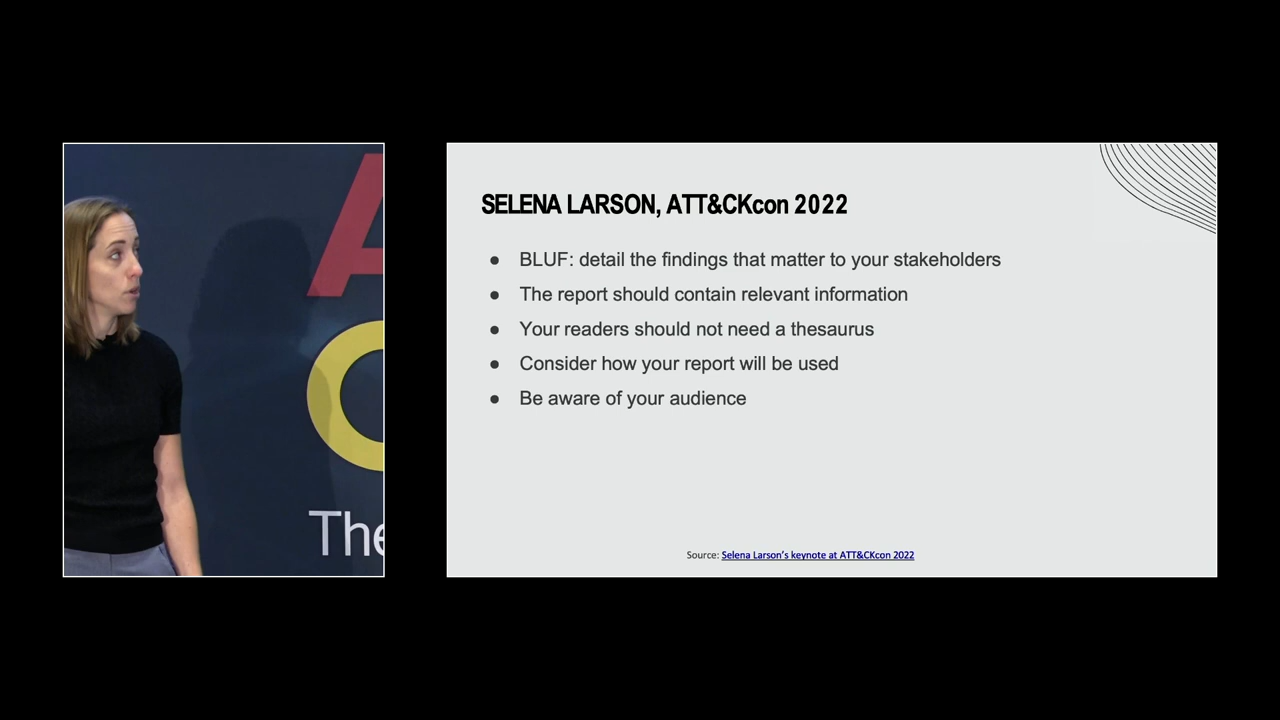 A
The
SELENA LARSON, ATT&CKcon 2022
● BLUF: detail the findings that matter to your stakeholders
● The report should contain relevant information
● Your readers should not need a thesaurus
● Consider how your report will be used
● Be aware of your audience
Source: Selena Larson's keynote at ATT&CKcon 2022